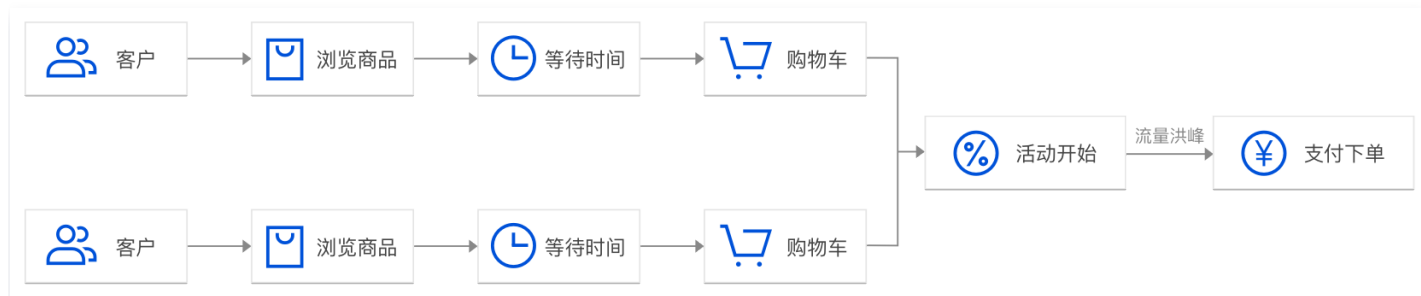 客户
浏览商品
等待时间
购物车
活动开始
流量洪峰
支付下单
客户
浏览商品
等待时间
购物车